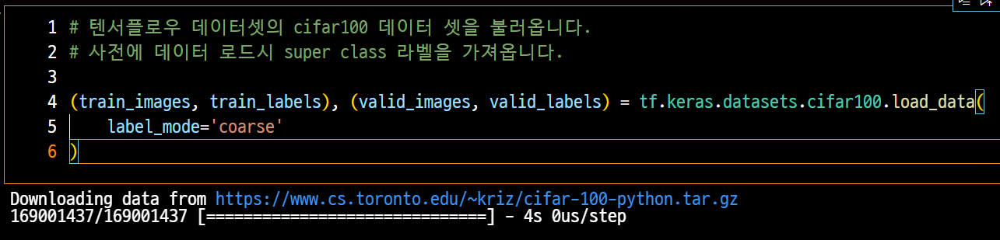 1 # 텐서플로우 데이터셋의 cifar100 데이터 셋을 불러옵니다.
2 # 사전에 데이터 로드시 super class 라벨을 가져옵니다.
3
4 (train_images, train_labels), (valid_images, valid_labels) = tf.keras.datasets.cifar100.load_data(
5     label_mode='coarse'
6 )
Downloading data from https://www.cs.toronto.edu/~kriz/cifar-100-python.tar.gz
169001437/169001437 [==============================] - 4s 0us/step